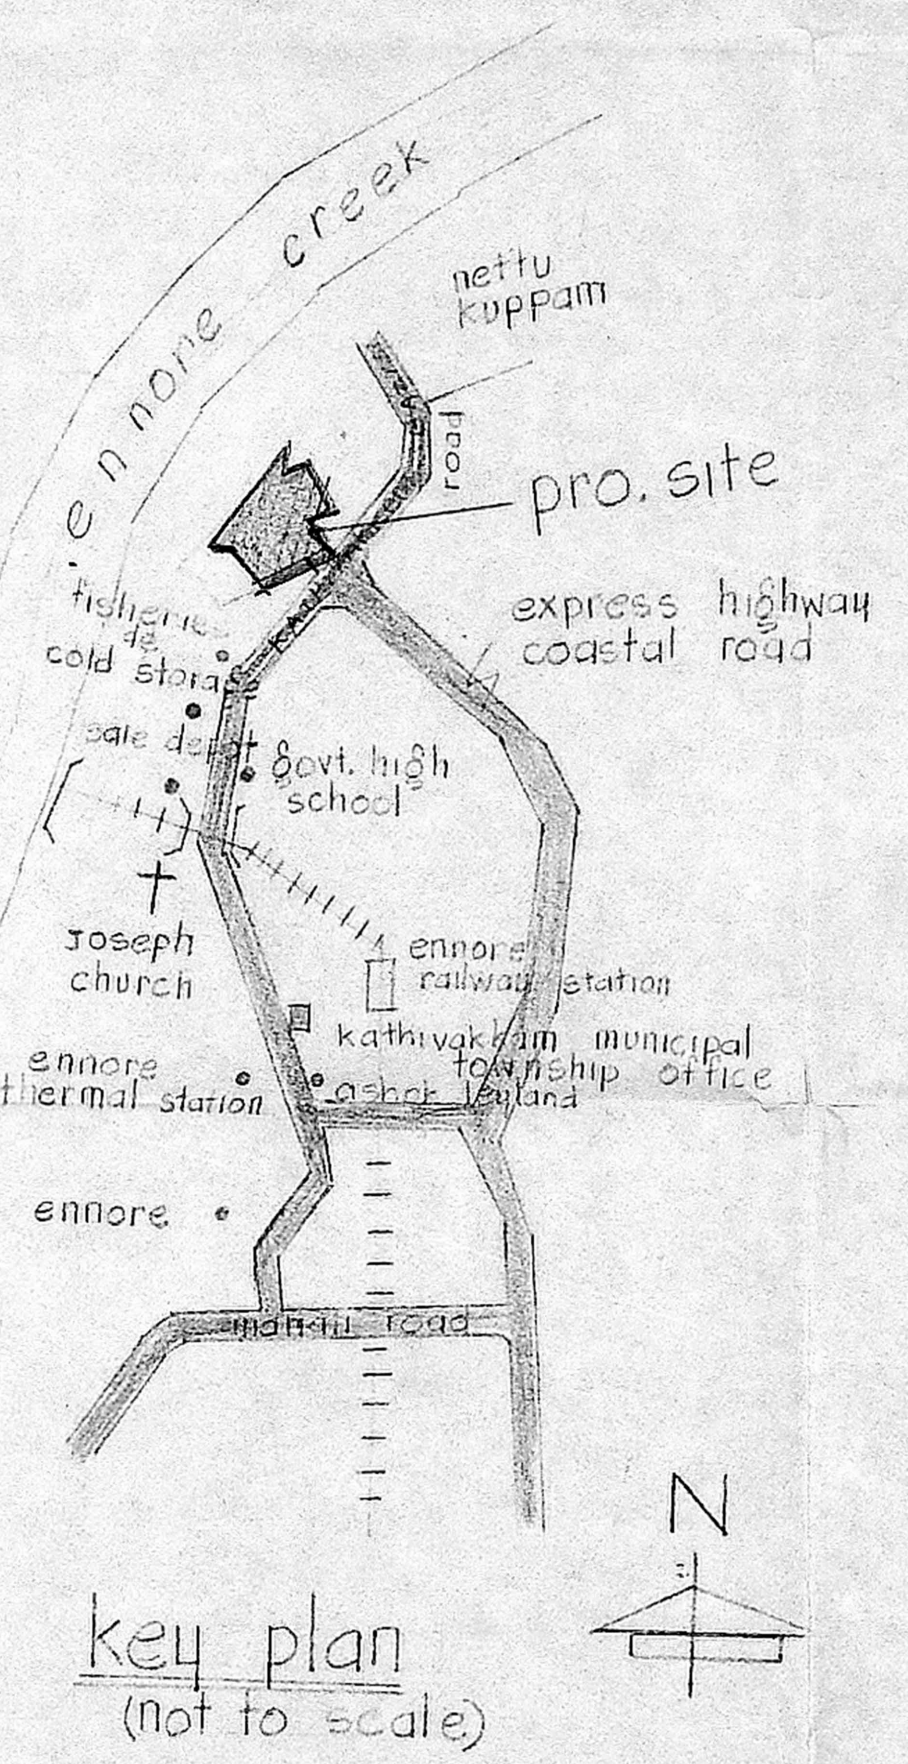 ennore creek
nettu
kuppam
road
pro. site
express highway
coastal road
fisheries
de
cold storage
sale depot
govt. high
school
Joseph
church
ennore
railway station
kathivakkam municipal
township office
ennore
thermal station
ashok leyland
ennore
manali road
N
key plan
(not to scale)